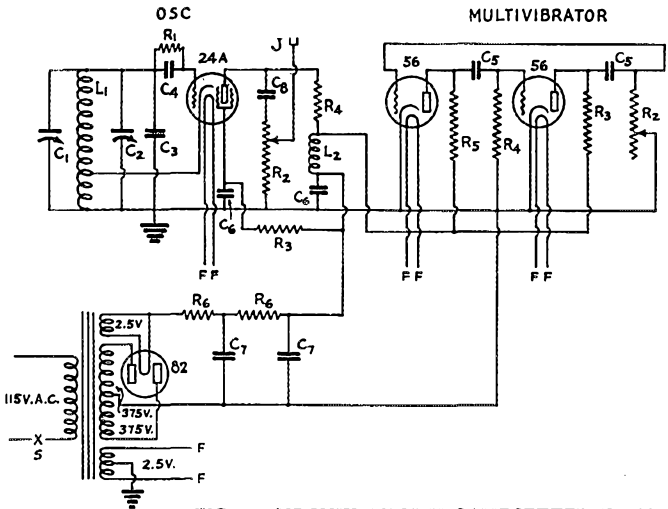 OSC
MULTIVIBRATOR
R1
J
24A
56
56
C5
C5
L1
C4
C8
R4
R5
R4
R3
R2
C1
C2
C3
R2
L2
C6
C6
R3
F F
F F
F F
R6
R6
2.5V.
82
C7
C7
115V.A.C.
375V.
375V.
X
S
F
2.5V.
F